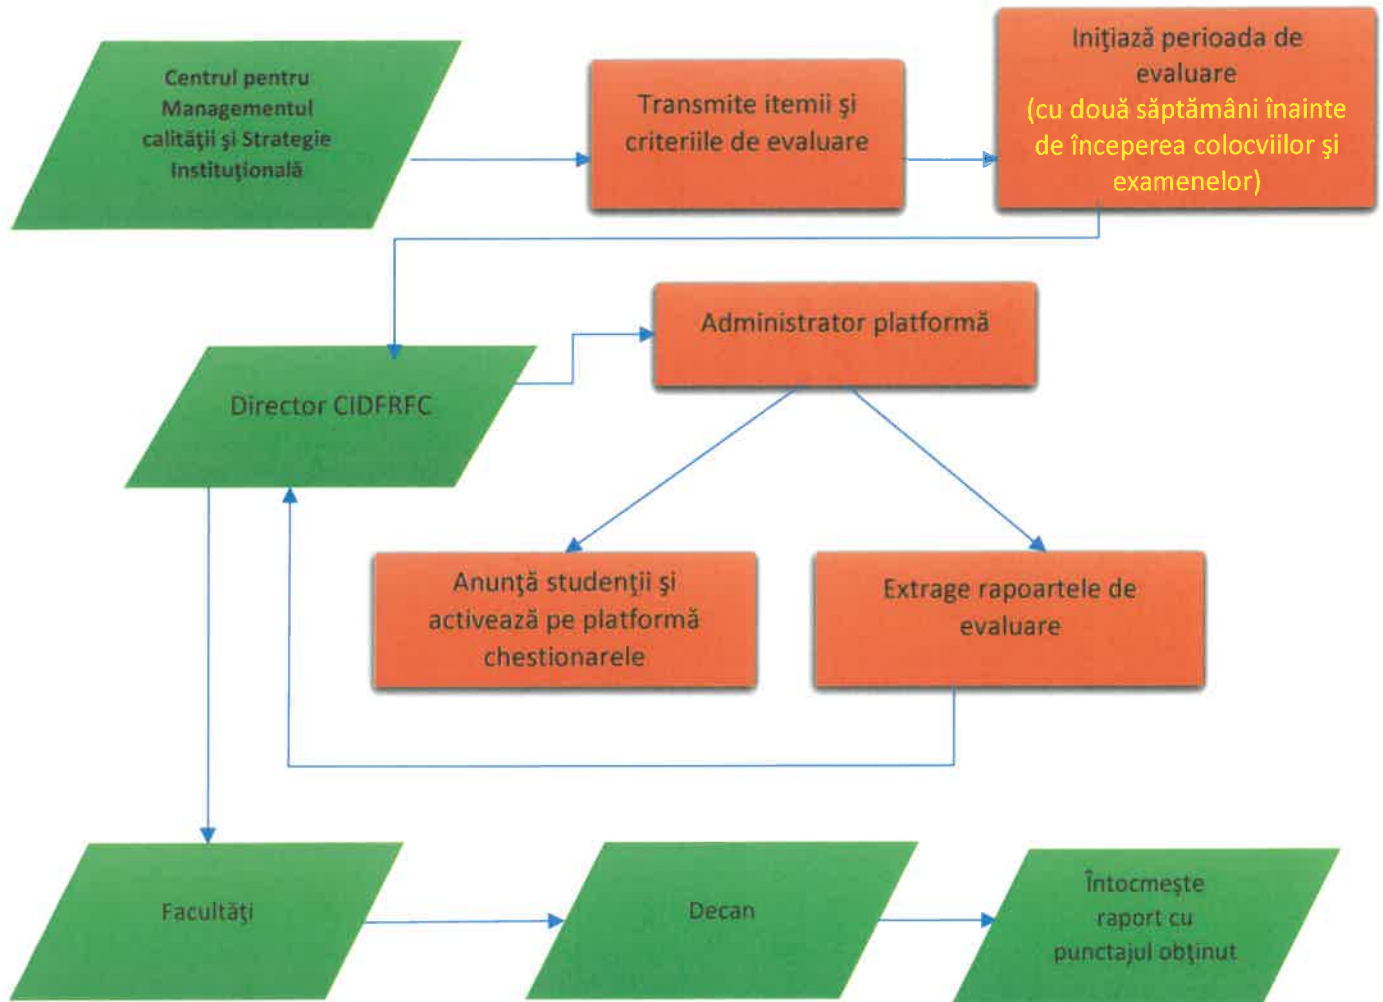 Centrul pentru
Managementul
calităţii şi Strategie
Instituţională
Transmite itemii şi
criteriile de evaluare
Iniţiază perioada de
evaluare
(cu două săptămâni înainte
de începerea colocviilor şi
examenelor)
Administrator platformă
Director CIDFRFC
Anunţă studenţii şi
activează pe platformă
chestionarele
Extrage rapoartele de
evaluare
Facultăţi
Decan
Întocmeşte
raport cu
punctajul obţinut